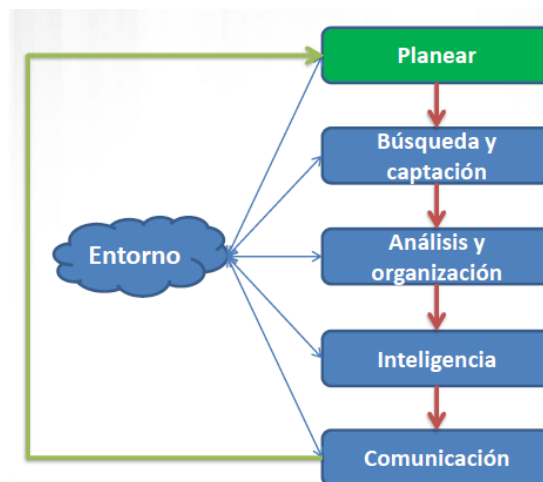 Planear
Búsqueda y
captación
Entorno
Análisis y
organización
Inteligencia
Comunicación